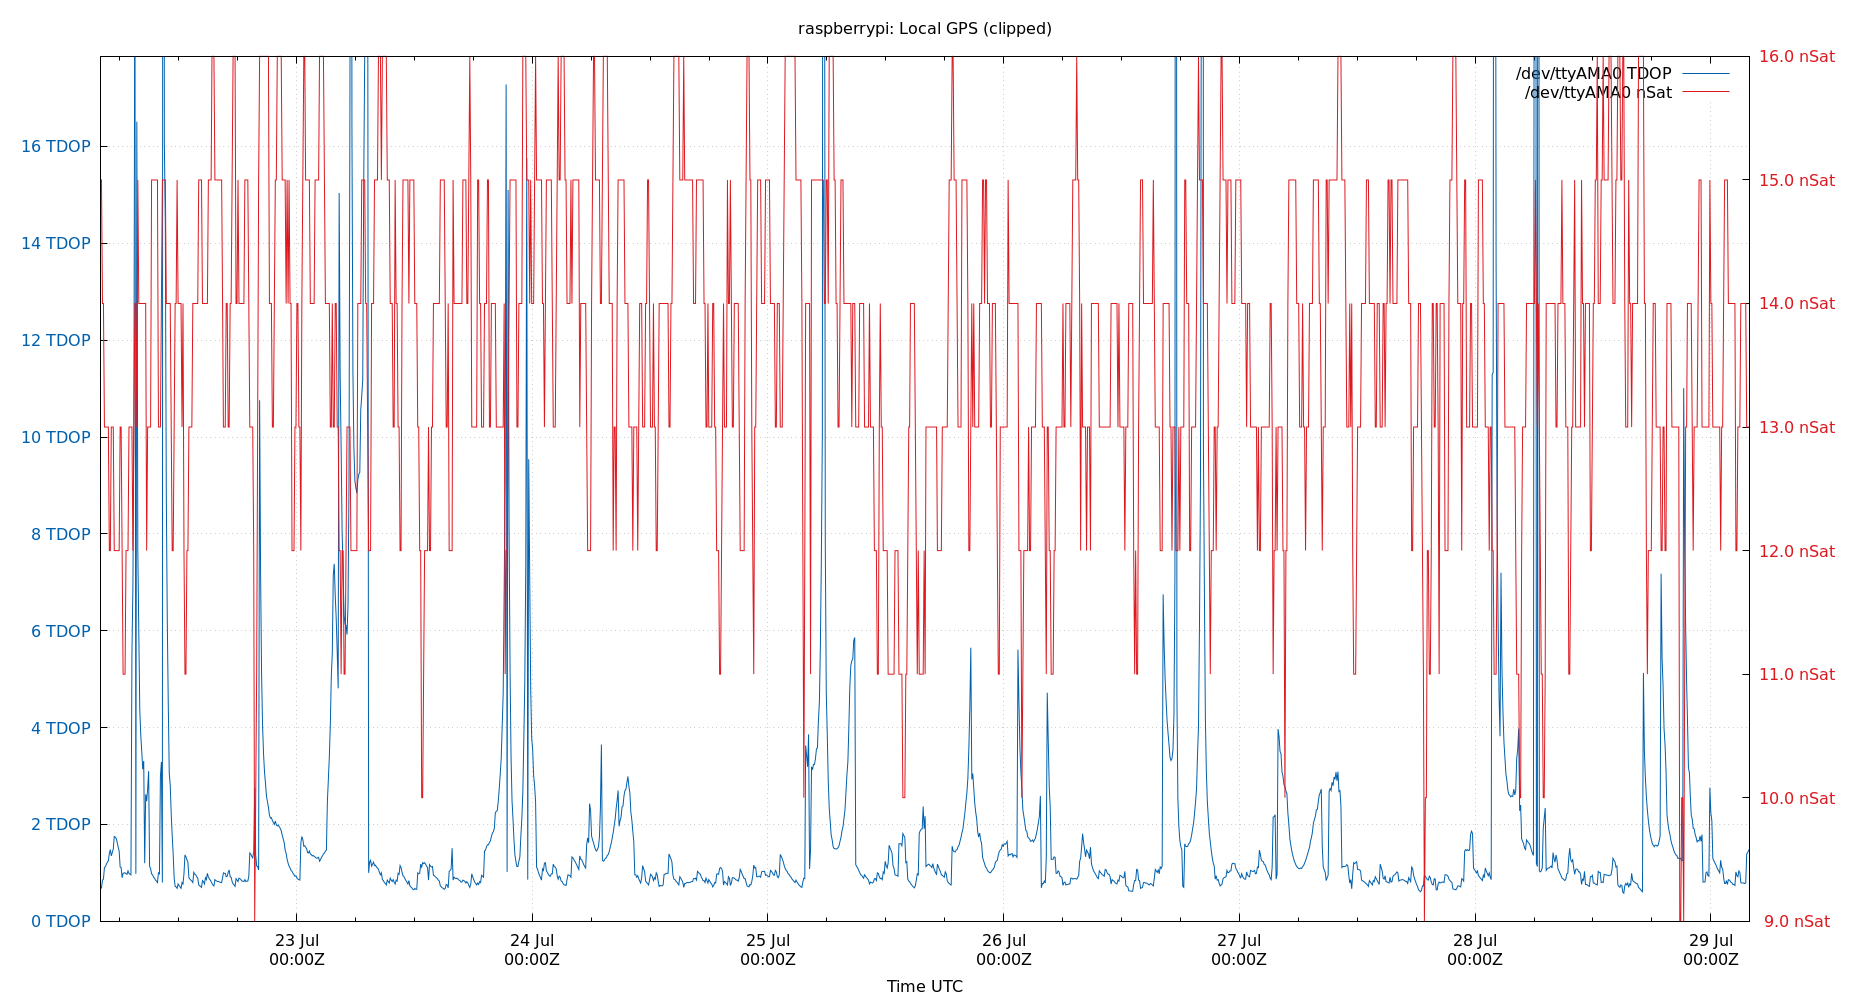 raspberrypi: Local GPS (clipped)
/dev/ttyAMA0 TDOP
/dev/ttyAMA0 nSat
16 TDOP
14 TDOP
12 TDOP
10 TDOP
8 TDOP
6 TDOP
4 TDOP
2 TDOP
0 TDOP
16.0 nSat
15.0 nSat
14.0 nSat
13.0 nSat
12.0 nSat
11.0 nSat
10.0 nSat
9.0 nSat
23 Jul
00:00Z
24 Jul
00:00Z
25 Jul
00:00Z
26 Jul
00:00Z
27 Jul
00:00Z
28 Jul
00:00Z
29 Jul
00:00Z
Time UTC